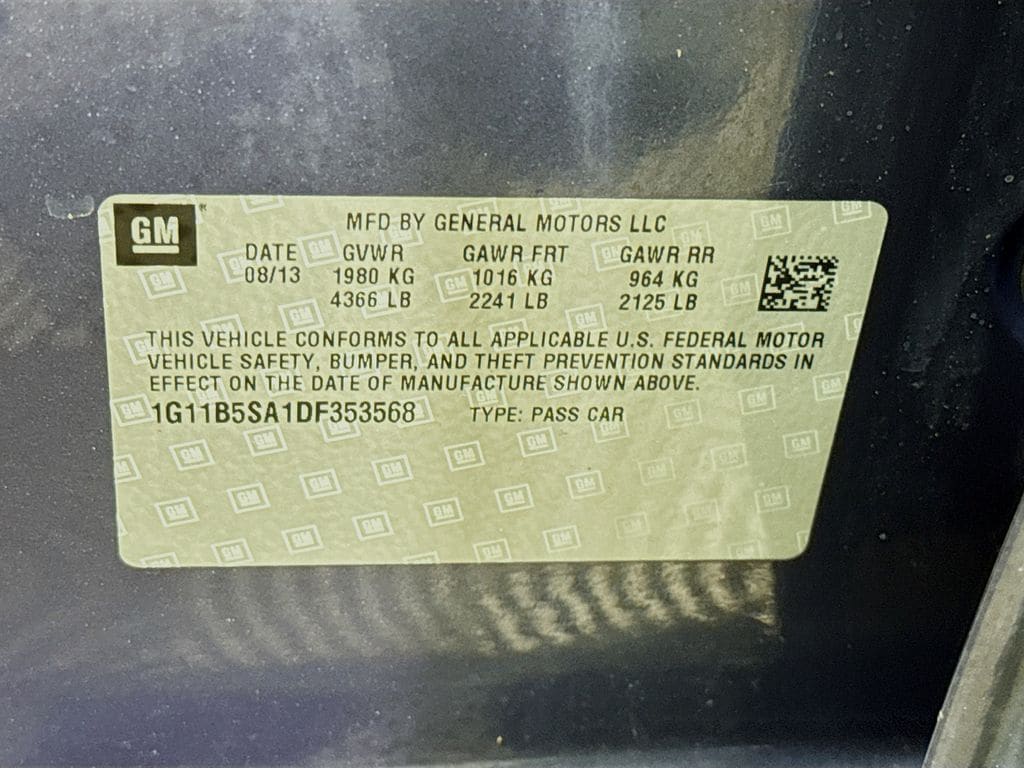 GM
MFD BY GENERAL MOTORS LLC
DATE GVWR GAWR FRT GAWR RR
08/13 1980 KG 1016 KG 964 KG
4366 LB 2241 LB 2125 LB
THIS VEHICLE CONFORMS TO ALL APPLICABLE U.S. FEDERAL MOTOR
VEHICLE SAFETY, BUMPER, AND THEFT PREVENTION STANDARDS IN
EFFECT ON THE DATE OF MANUFACTURE SHOWN ABOVE.
1G11B5SA1DF353568 TYPE: PASS CAR